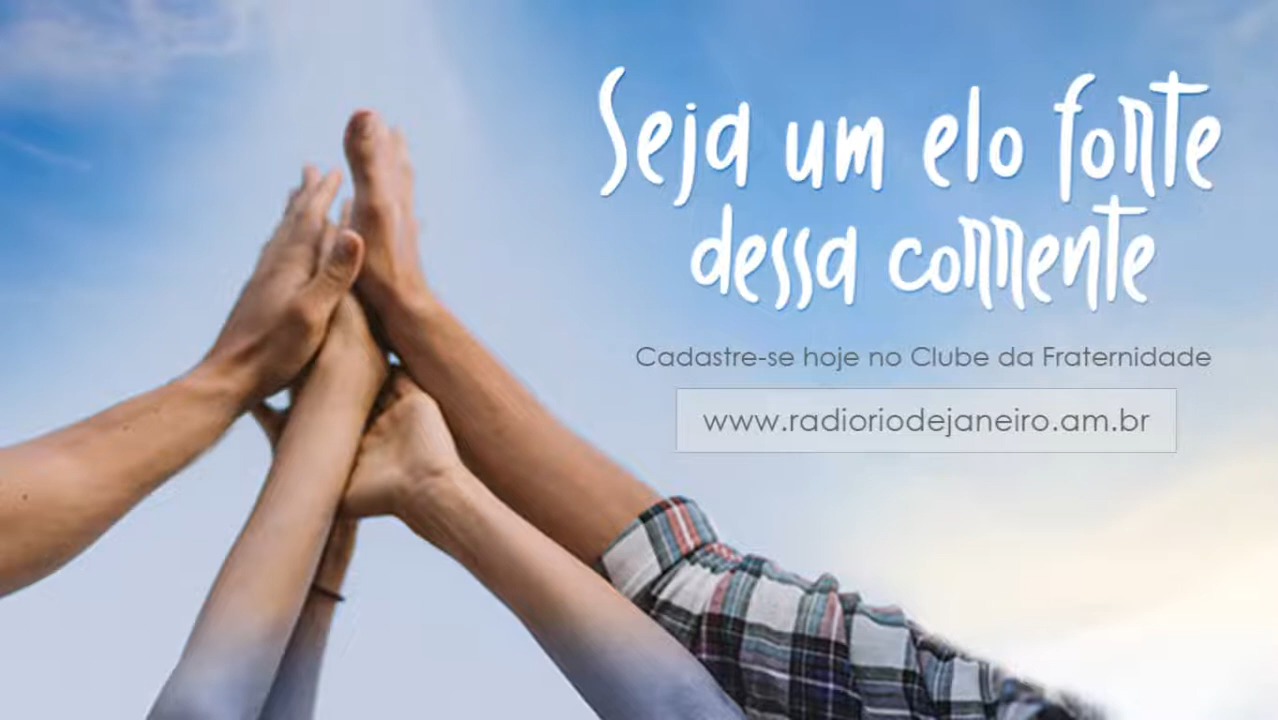 Seja um elo forte
dessa corrente
Cadastre-se hoje no Clube da Fraternidade
www.radioriodejaneiro.am.br